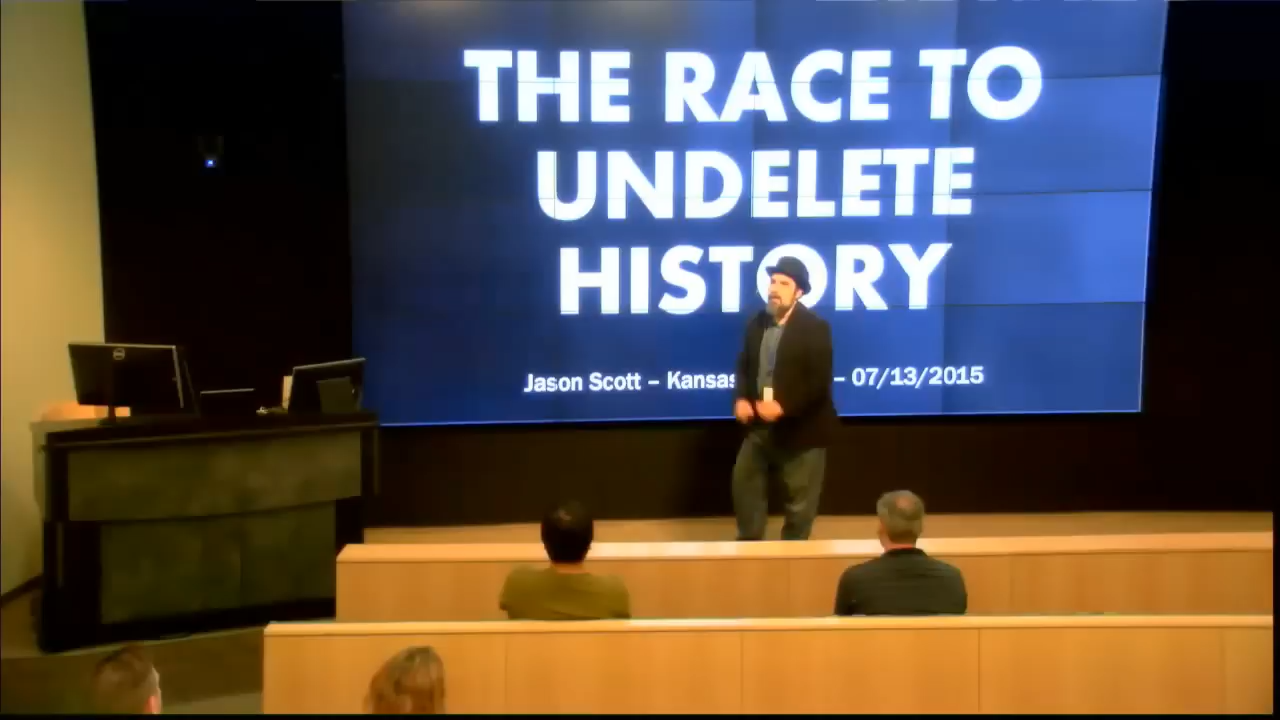 THE RACE TO
UNDELETE
HISTORY
Jason Scott – Kansas – 07/13/2015